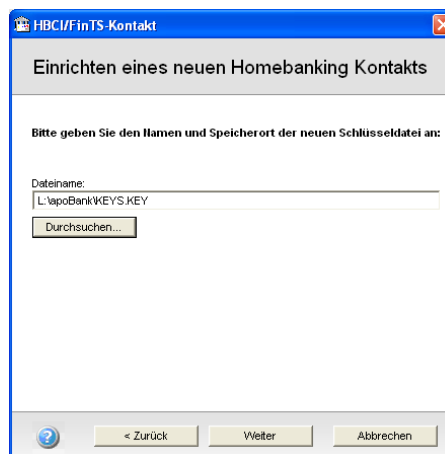 HBCI/FinTS-Kontakt
Einrichten eines neuen Homebanking Kontakts
Bitte geben Sie den Namen und Speicherort der neuen Schlüsseldatei an:
Dateiname:
L:\apoBank\KEYS.KEY
Durchsuchen...
< Zurück
Weiter
Abbrechen